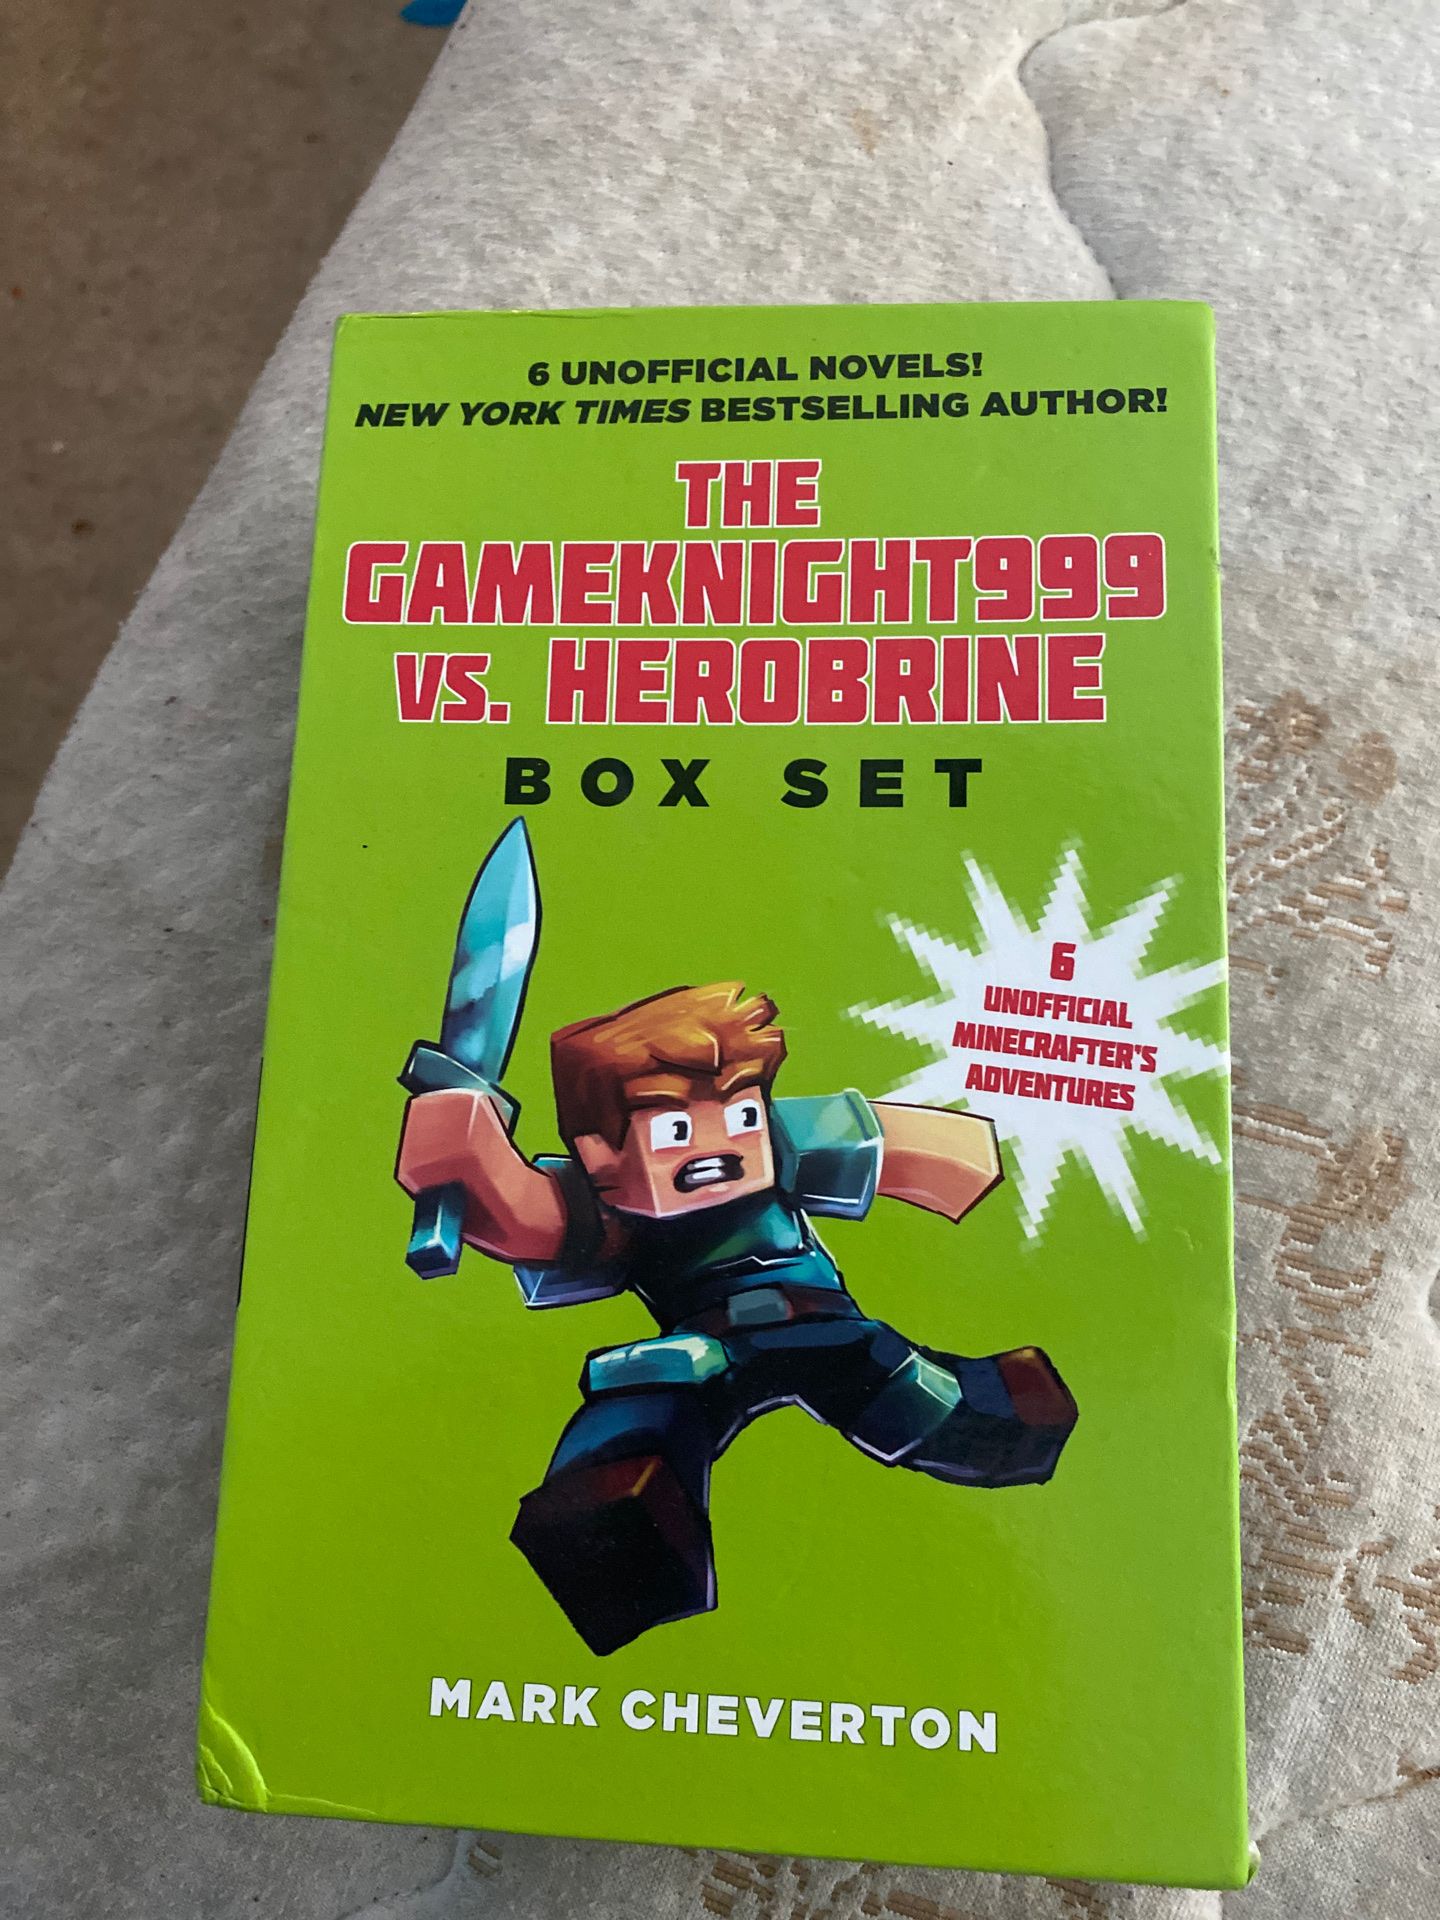 6 UNOFFICIAL NOVELS!
NEW YORK TIMES BESTSELLING AUTHOR!
THE
GAMEKNIGHT999
VS. HEROBRINE
BOX SET
6
UNOFFICIAL
MINECRAFTER'S
ADVENTURES
MARK CHEVERTON